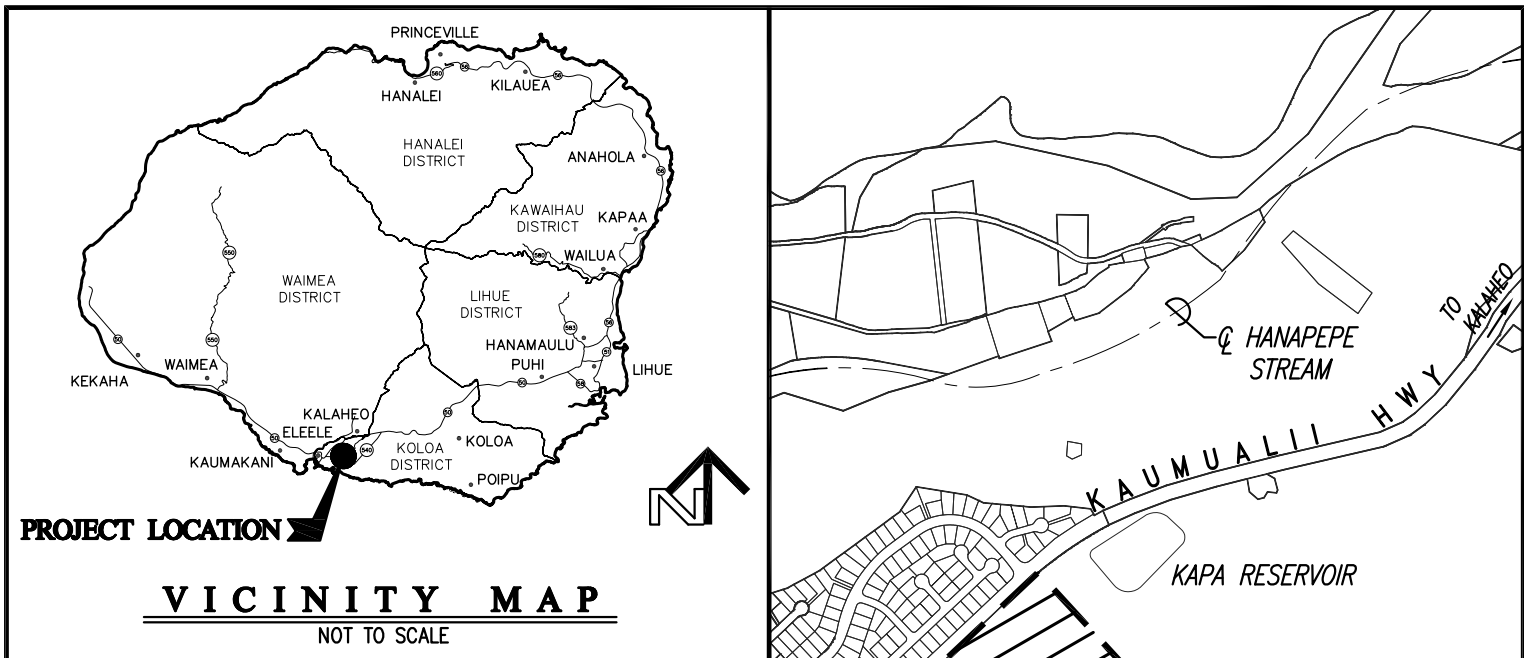 PRINCEVILLE
560
56
56
HANALEI
KILAUEA
HANALEI
DISTRICT
ANAHOLA
56
KAWAIHAU
DISTRICT
KAPAA
580
WAILUA
550
WAIMEA
DISTRICT
LIHUE
DISTRICT
583
56
HANAMAULU
50
550
51
PUHI
LIHUE
WAIMEA
KEKAHA
50
58
50
KALAHEO
ELEELE
50
540
KOLOA
DISTRICT
KOLOA
KAUMAKANI
POIPU
N
PROJECT LOCATION
VICINITY MAP
NOT TO SCALE
TO
KALAHEO
℄ HANAPEPE
STREAM
KAUMUALII HWY
KAPA RESERVOIR